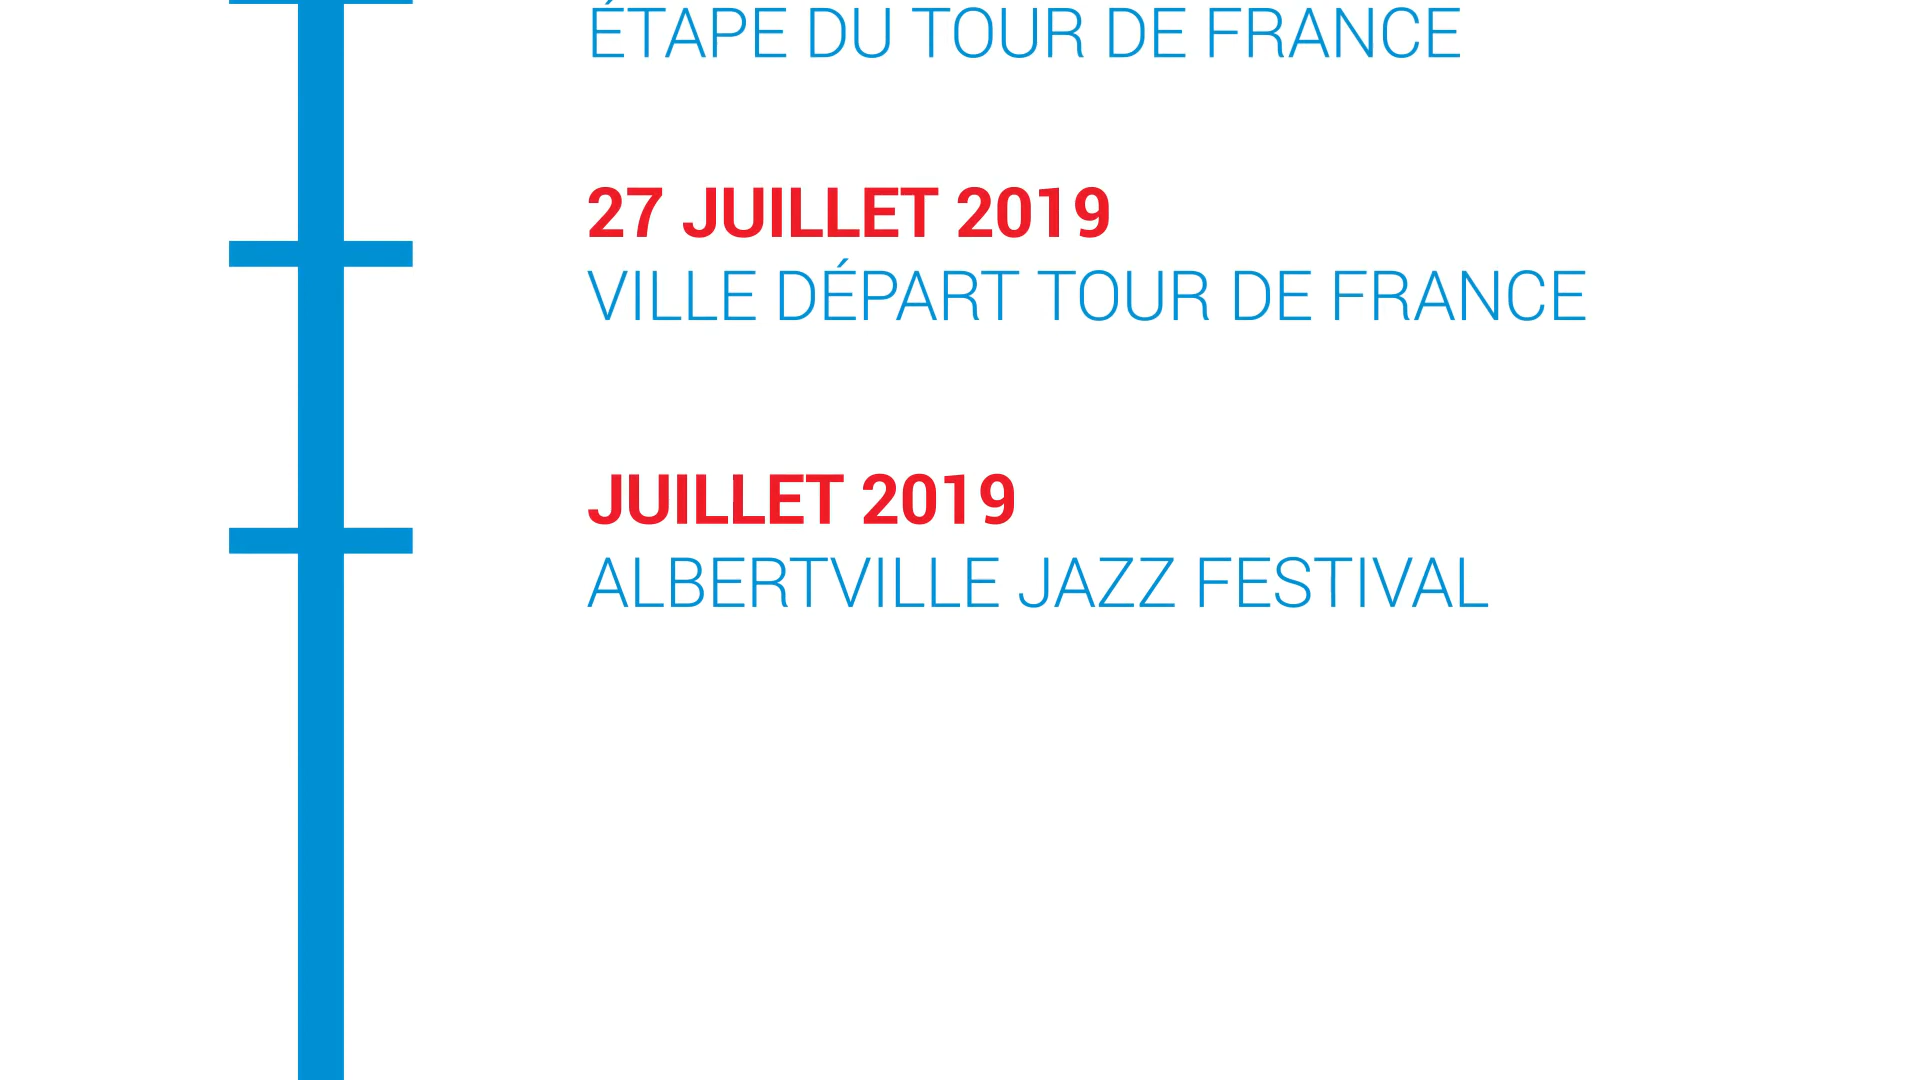 ÉTAPE DU TOUR DE FRANCE
27 JUILLET 2019
VILLE DÉPART TOUR DE FRANCE
JUILLET 2019
ALBERTVILLE JAZZ FESTIVAL